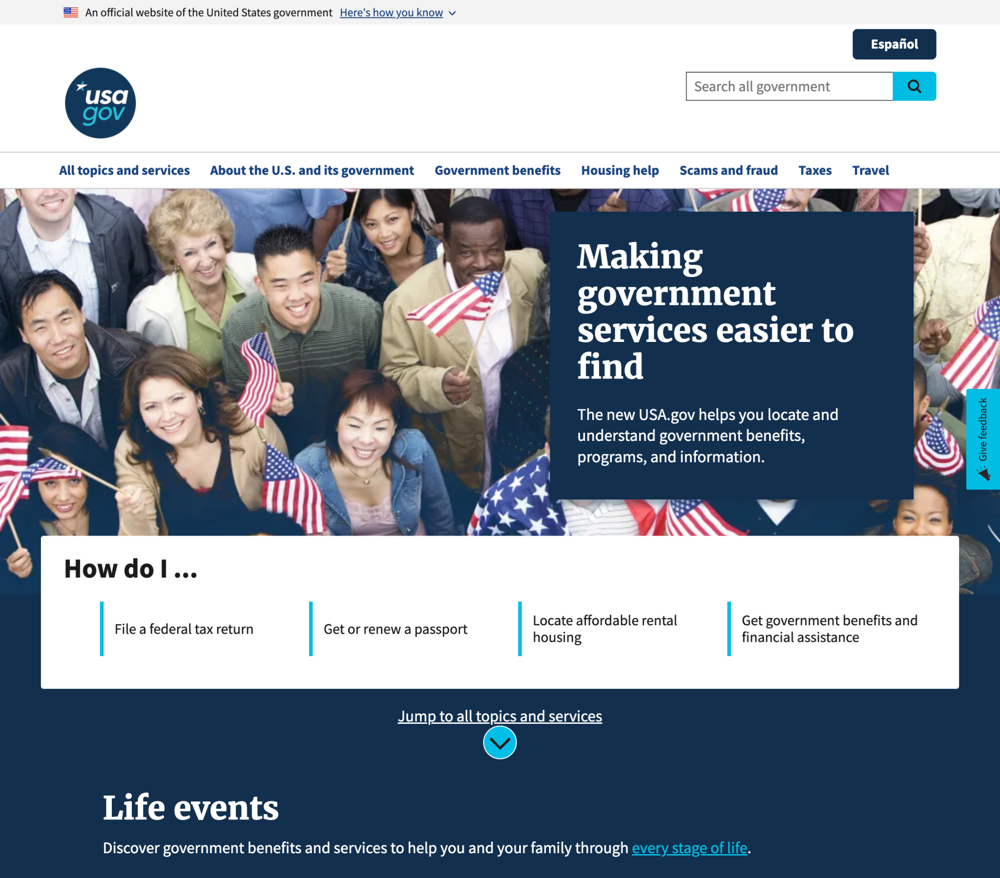 An official website of the United States government Here's how you know
Español
usa
gov
Search all government
All topics and services About the U.S. and its government Government benefits Housing help Scams and fraud Taxes Travel
Making
government
services easier to
find
The new USA.gov helps you locate and
understand government benefits,
programs, and information.
Give feedback
How do I ...
File a federal tax return
Get or renew a passport
Locate affordable rental
housing
Get government benefits and
financial assistance
Jump to all topics and services
Life events
Discover government benefits and services to help you and your family through every stage of life.